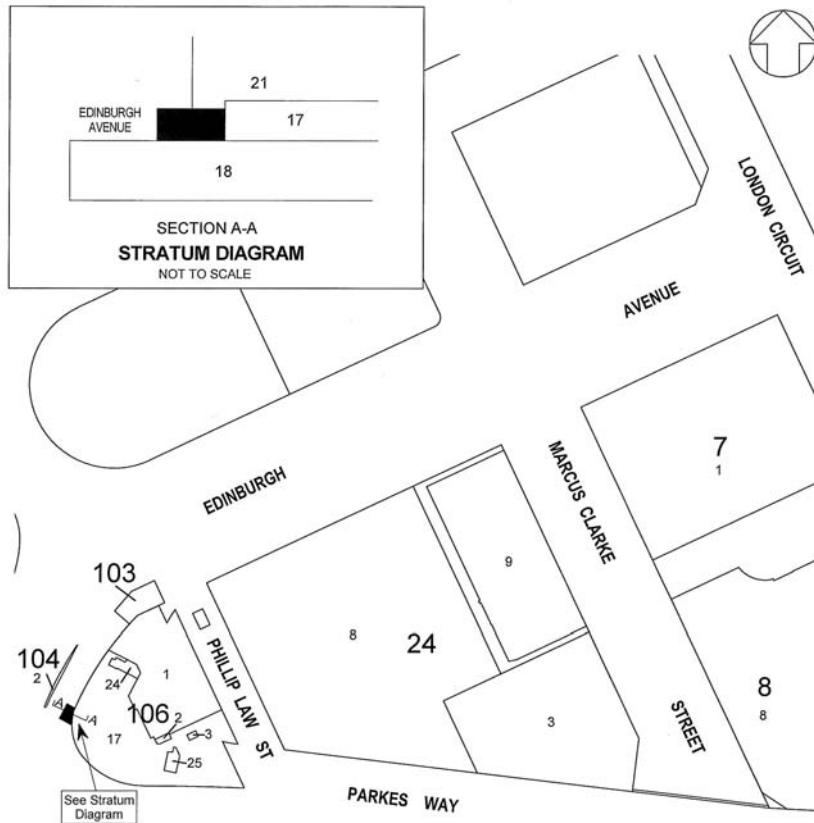 21
EDINBURGH
AVENUE
17
18
SECTION A-A
STRATUM DIAGRAM
NOT TO SCALE
LONDON CIRCUIT
AVENUE
MARCUS CLARKE
7
1
EDINBURGH
9
103
8
24
PHILLIP LAW ST
104
2
24
1
A
A
106
2
3
17
25
3
8
8
STREET
See Stratum
Diagram
PARKES WAY